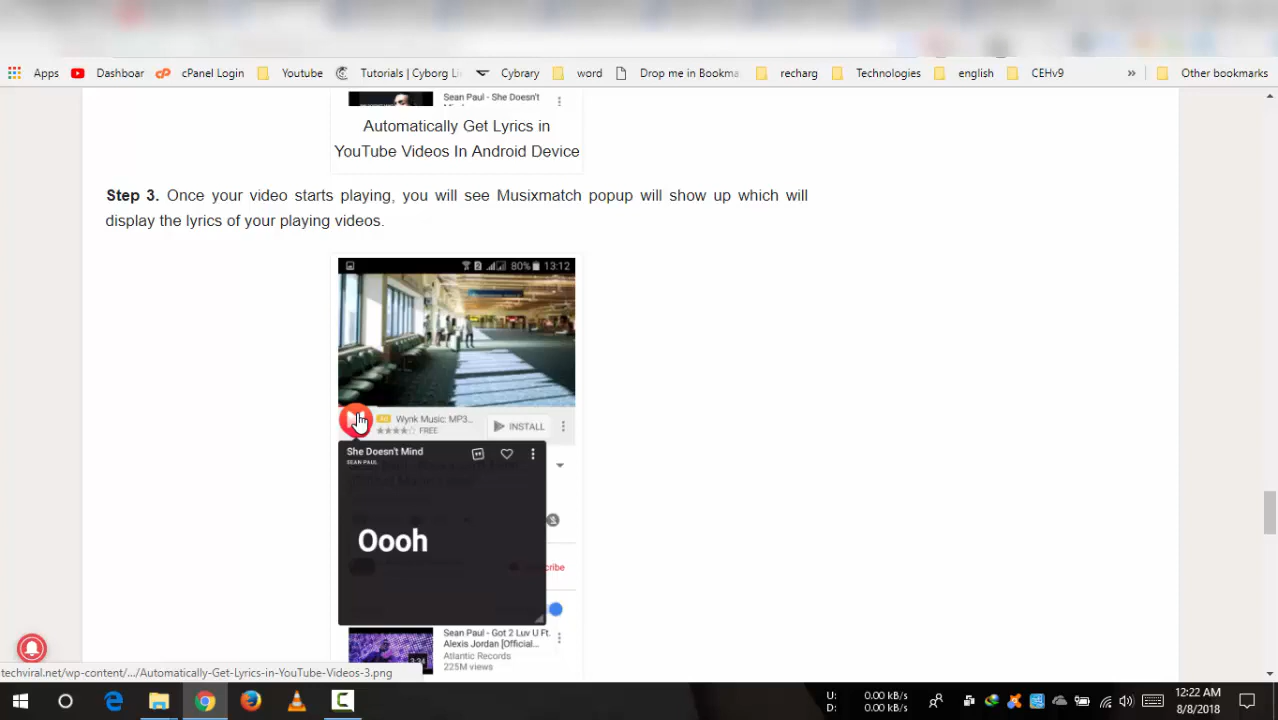 Apps Dashboar cPanel Login Youtube Tutorials | Cyborg Li Cybrary word Drop me in Bookma recharg Technologies english CEHv9 » Other bookmarks
Sean Paul - She Doesn't
Automatically Get Lyrics in
YouTube Videos In Android Device
Step 3. Once your video starts playing, you will see Musixmatch popup will show up which will
display the lyrics of your playing videos.
80% 13:12
Ad Wynk Music: MP3...
FREE
INSTALL
She Doesn't Mind
SEAN PAUL
Oooh
Sean Paul - Got 2 Luv U Ft.
Alexis Jordan [Official...
Atlantic Records
225M views
3:24
techviral.net/wp-content/.../Automatically-Get-Lyrics-in-YouTube-Videos-3.png
U: 0.00 kB/s
D: 0.00 kB/s
12:22 AM
8/8/2018